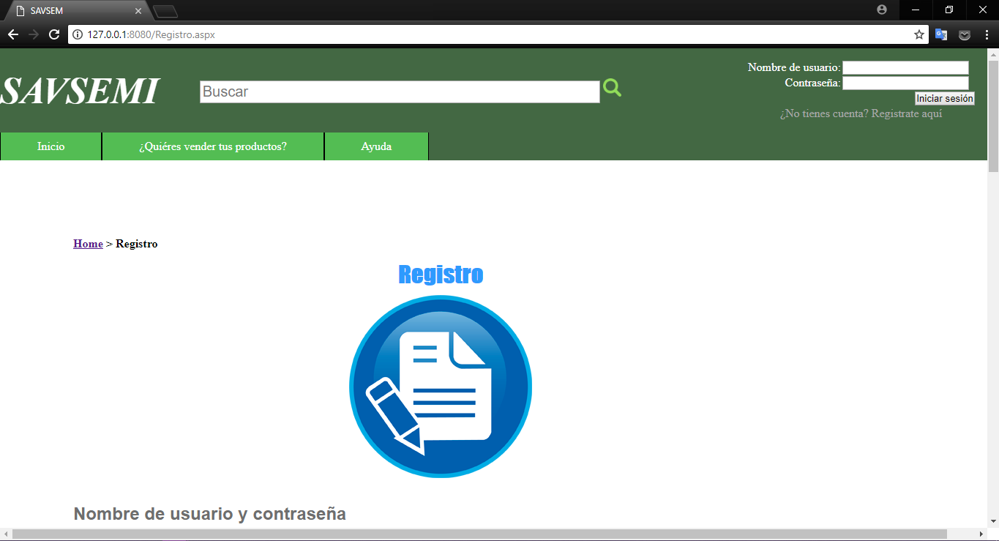 SAVSEM
127.0.0.1:8080/Registro.aspx
SAVSEMI
Buscar
Nombre de usuario:
Contraseña:
Iniciar sesión
¿No tienes cuenta? Registrate aquí
Inicio
¿Quiéres vender tus productos?
Ayuda
Home > Registro
Registro
Nombre de usuario y contraseña